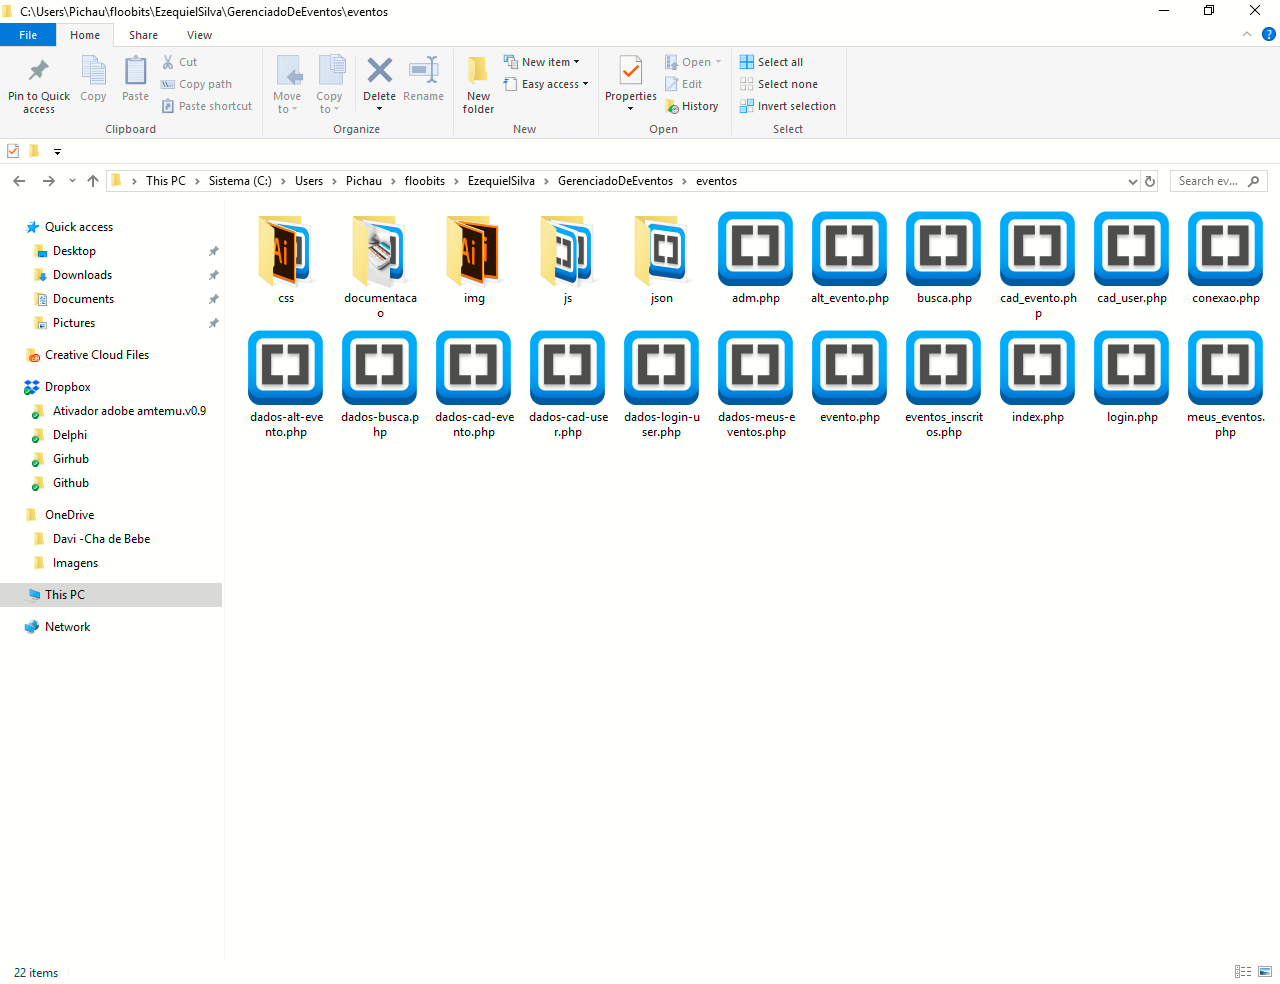 C:\Users\Pichau\floobits\EzequielSilva\GerenciadoDeEventos\eventos
File Home Share View
Pin to Quick access
Copy
Paste
Cut
Copy path
Paste shortcut
Clipboard
Move to
Copy to
Delete
Rename
Organize
New folder
New item
Easy access
New
Properties
Open
Edit
History
Open
Select all
Select none
Invert selection
Select
This PC > Sistema (C:) > Users > Pichau > floobits > EzequielSilva > GerenciadoDeEventos > eventos
Search ev...
Quick access
Desktop
Downloads
Documents
Pictures
Creative Cloud Files
Dropbox
Ativador adobe amtemu.v0.9
Delphi
Girhub
Github
OneDrive
Davi -Cha de Bebe
Imagens
This PC
Network
Ai
css
documentaca
o
Ai
img
js
json
adm.php
alt_evento.php
busca.php
cad_evento.ph
p
cad_user.php
conexao.php
dados-alt-eve
nto.php
dados-busca.p
hp
dados-cad-eve
nto.php
dados-cad-use
r.php
dados-login-u
ser.php
dados-meus-e
ventos.php
evento.php
eventos_inscrit
os.php
index.php
login.php
meus_eventos.
php
22 items